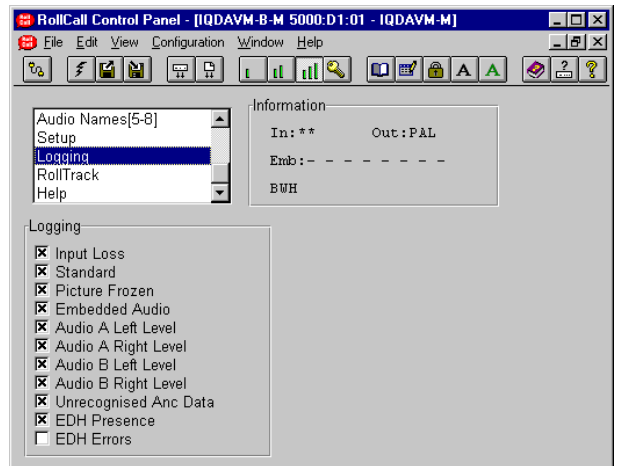 RollCall Control Panel - [IQDAVM-B-M 5000:D1:01 - IQDAVM-M]
File Edit View Configuration Window Help
A A
Audio Names[5-8]
Setup
Logging
RollTrack
Help
Information
In:** Out:PAL
Emb:- - - - - - - -
BWH
Logging
Input Loss
Standard
Picture Frozen
Embedded Audio
Audio A Left Level
Audio A Right Level
Audio B Left Level
Audio B Right Level
Unrecognised Anc Data
EDH Presence
EDH Errors